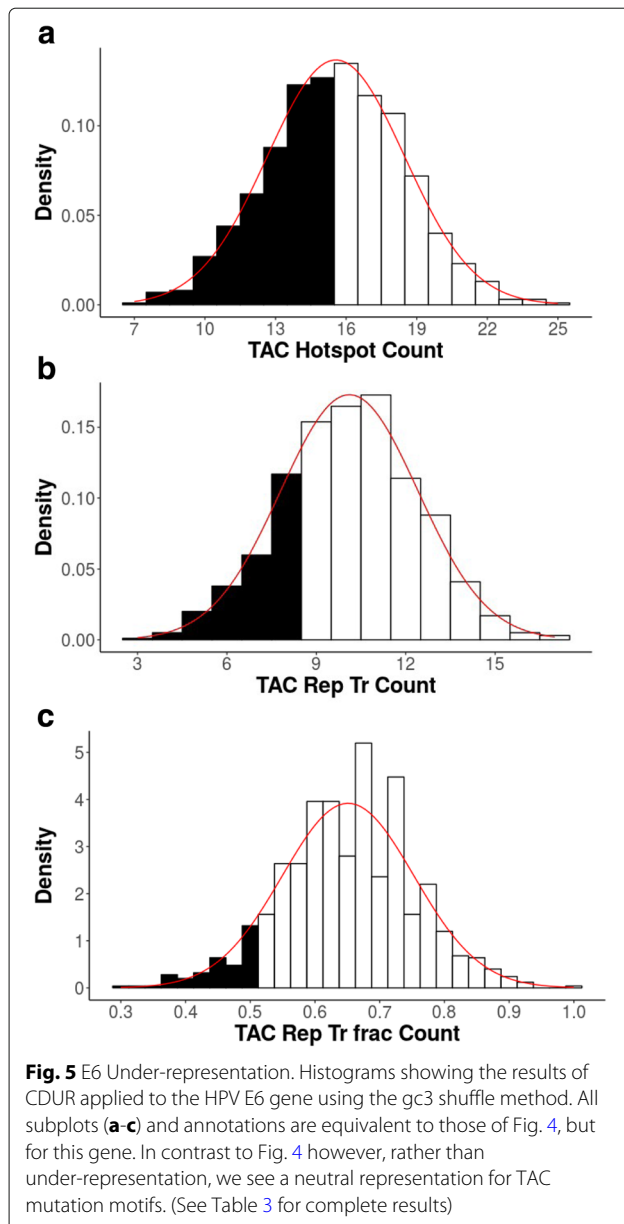 a
Density
0.10
0.05
0.00
7 10 13 16 19 22 25
TAC Hotspot Count
b
Density
0.15
0.10
0.05
0.00
3 6 9 12 15
TAC Rep Tr Count
c
Density
5
4
3
2
1
0
0.3 0.4 0.5 0.6 0.7 0.8 0.9 1.0
TAC Rep Tr frac Count
Fig. 5 E6 Under-representation. Histograms showing the results of
CDUR applied to the HPV E6 gene using the gc3 shuffle method. All
subplots (a-c) and annotations are equivalent to those of Fig. 4, but
for this gene. In contrast to Fig. 4 however, rather than
under-representation, we see a neutral representation for TAC
mutation motifs. (See Table 3 for complete results)